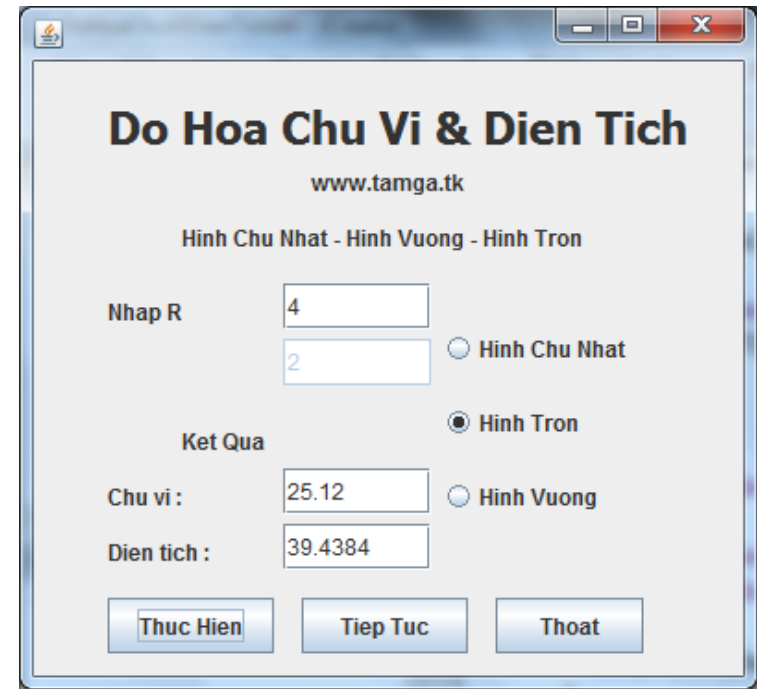 Do Hoa Chu Vi & Dien Tich
www.tamga.tk
Hinh Chu Nhat - Hinh Vuong - Hinh Tron
Nhap R 4
2 Hinh Chu Nhat
Hinh Tron
Ket Qua
Chu vi : 25.12 Hinh Vuong
Dien tich : 39.4384
Thuc Hien Tiep Tuc Thoat